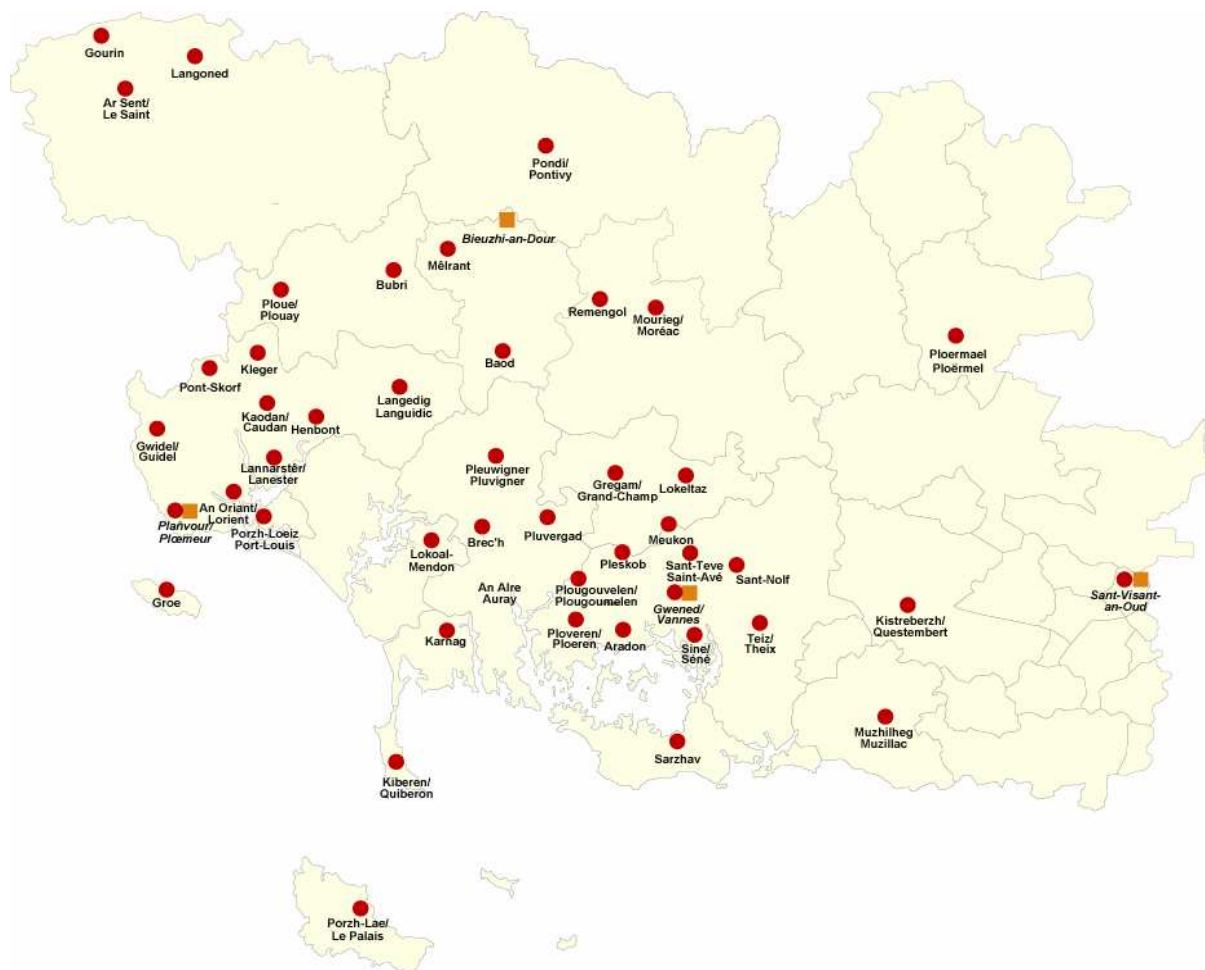 Gourin
Langoned
Ar Sent/
Le Saint
Pondi/
Pontivy
Bieuzhi-an-Dour
Mêlrant
Bubri
Ploue/
Plouay
Remengol
Mourieg/
Moréac
Ploermael
Ploërmel
Kleger
Baod
Pont-Skorf
Langedig
Languidic
Kaodan/
Caudan
Henbont
Gwidel/
Guidel
Lannarstêr/
Lanester
Pleuwigner
Pluvigner
Gregam/
Grand-Champ
Lokeltaz
An Oriant/
Lorient
Plañvour/
Plœmeur
Porzh-Loeiz
Port-Louis
Brec'h
Pluvergad
Meukon
Lokoal-
Mendon
Pleskob
Sant-Teve
Saint-Avé
Sant-Nolf
An Alre
Auray
Plougouvelen/
Plougoumelen
Gwened/
Vannes
Sant-Visant-
an-Oud
Groe
Kistreberzh/
Questembert
Karnag
Ploveren/
Ploeren
Aradon
Sine/
Séné
Teiz/
Theix
Muzhilheg
Muzillac
Sarzhav
Kiberen/
Quiberon
Porzh-Lae/
Le Palais